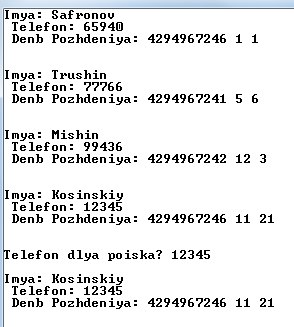 Imya: Safronov
Telefon: 65940
Denb Pozhdeniya: 4294967246 1 1
Imya: Trushin
Telefon: 77766
Denb Pozhdeniya: 4294967241 5 6
Imya: Mishin
Telefon: 99436
Denb Pozhdeniya: 4294967242 12 3
Imya: Kosinskiy
Telefon: 12345
Denb Pozhdeniya: 4294967246 11 21
Telefon dlya poiska? 12345
Imya: Kosinskiy
Telefon: 12345
Denb Pozhdeniya: 4294967246 11 21